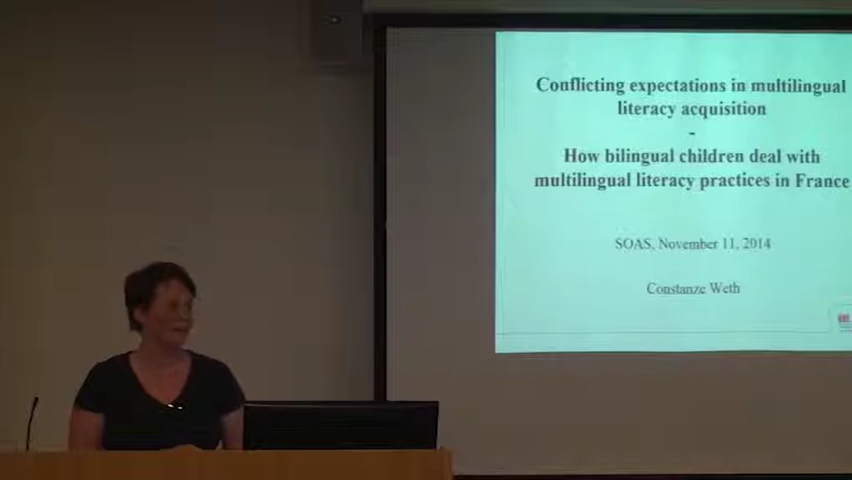 Conflicting expectations in multilingual
literacy acquisition
-
How bilingual children deal with
multilingual literacy practices in France
SOAS, November 11, 2014
Constanze Weth